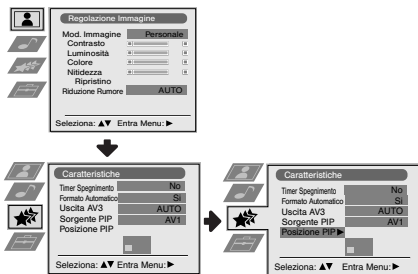 Regolazione Immagine
Mod. Immagine Personale
Contrasto
Luminosità
Colore
Nitidezza
Ripristino
Riduzione Rumore AUTO
Seleziona: ▲▼ Entra Menu: ▶
Caratteristiche
Timer Spegnimento No
Formato Automatico Si
Uscita AV3 AUTO
Sorgente PIP AV1
Posizione PIP
Seleziona: ▲▼ Entra Menu: ▶
Caratteristiche
Timer Spegnimento No
Formato Automatico Si
Uscita AV3 AUTO
Sorgente PIP AV1
Posizione PIP ▶
Seleziona: ▲▼ Entra Menu: ▶